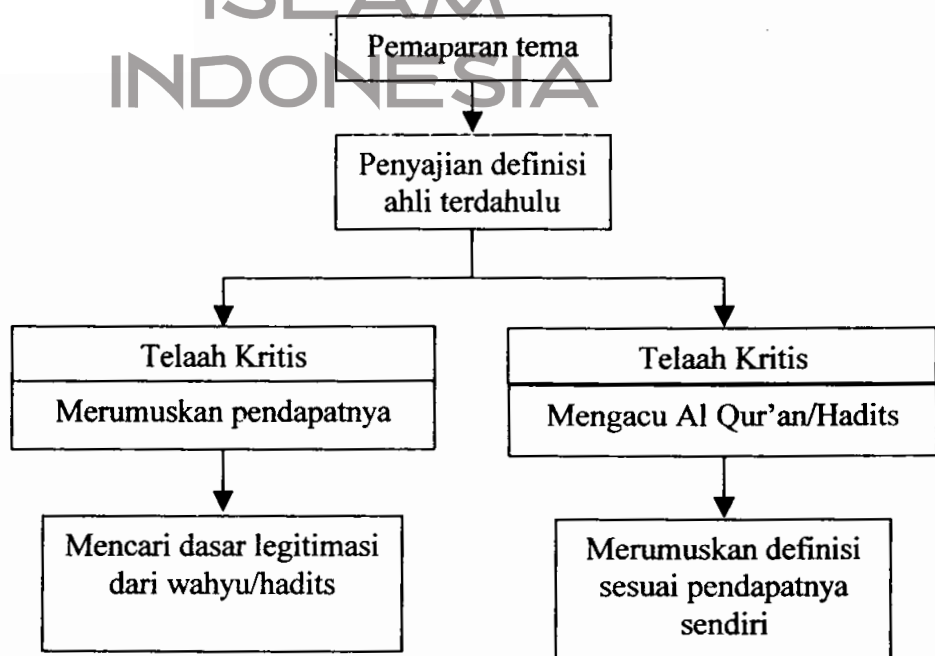 ISLAM
INDONESIA
Pemaparan tema
Penyajian definisi
ahli terdahulu
Telaah Kritis
Merumuskan pendapatnya
Mencari dasar legitimasi
dari wahyu/hadits
Telaah Kritis
Mengacu Al Qur'an/Hadits
Merumuskan definisi
sesuai pendapatnya
sendiri